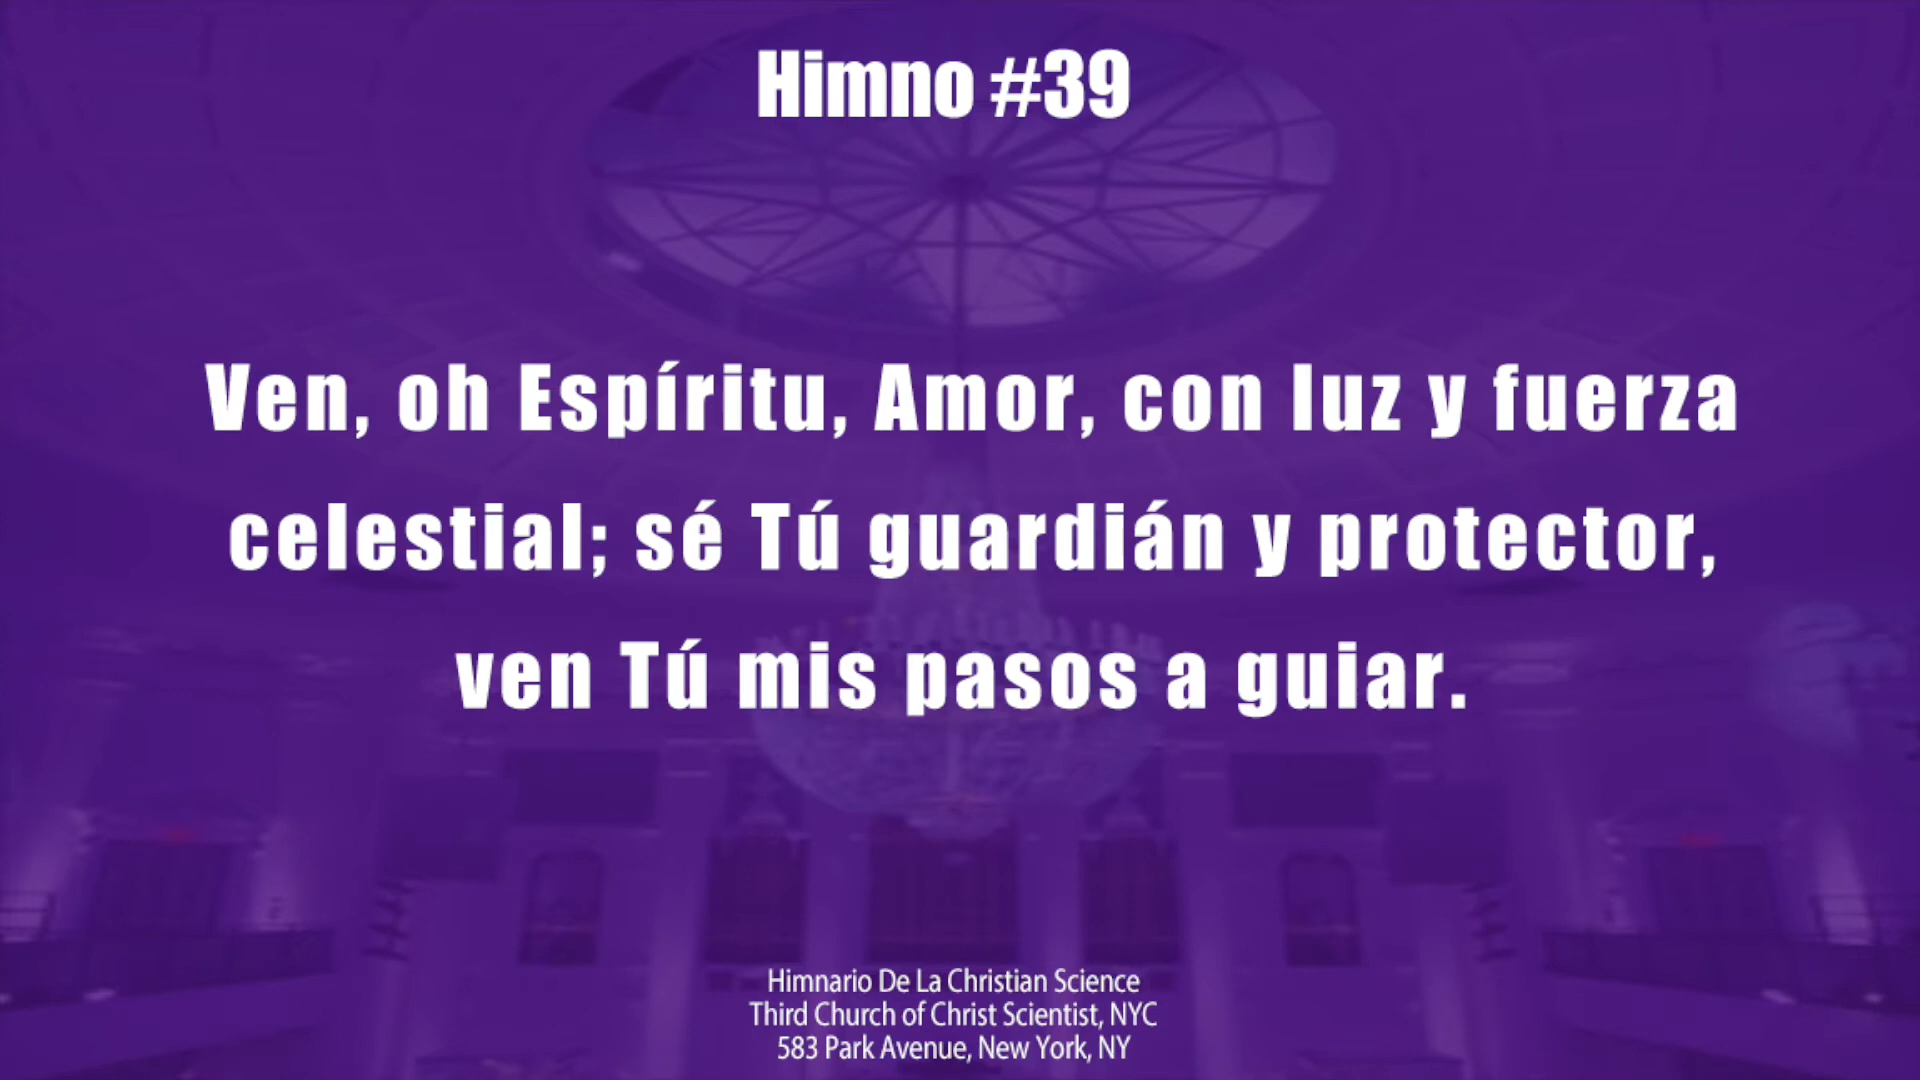 Himno #39
Ven, oh Espíritu, Amor, con luz y fuerza
celestial; sé Tú guardián y protector,
ven Tú mis pasos a guiar.
Himnario De La Christian Science
Third Church of Christ Scientist, NYC
583 Park Avenue, New York, NY